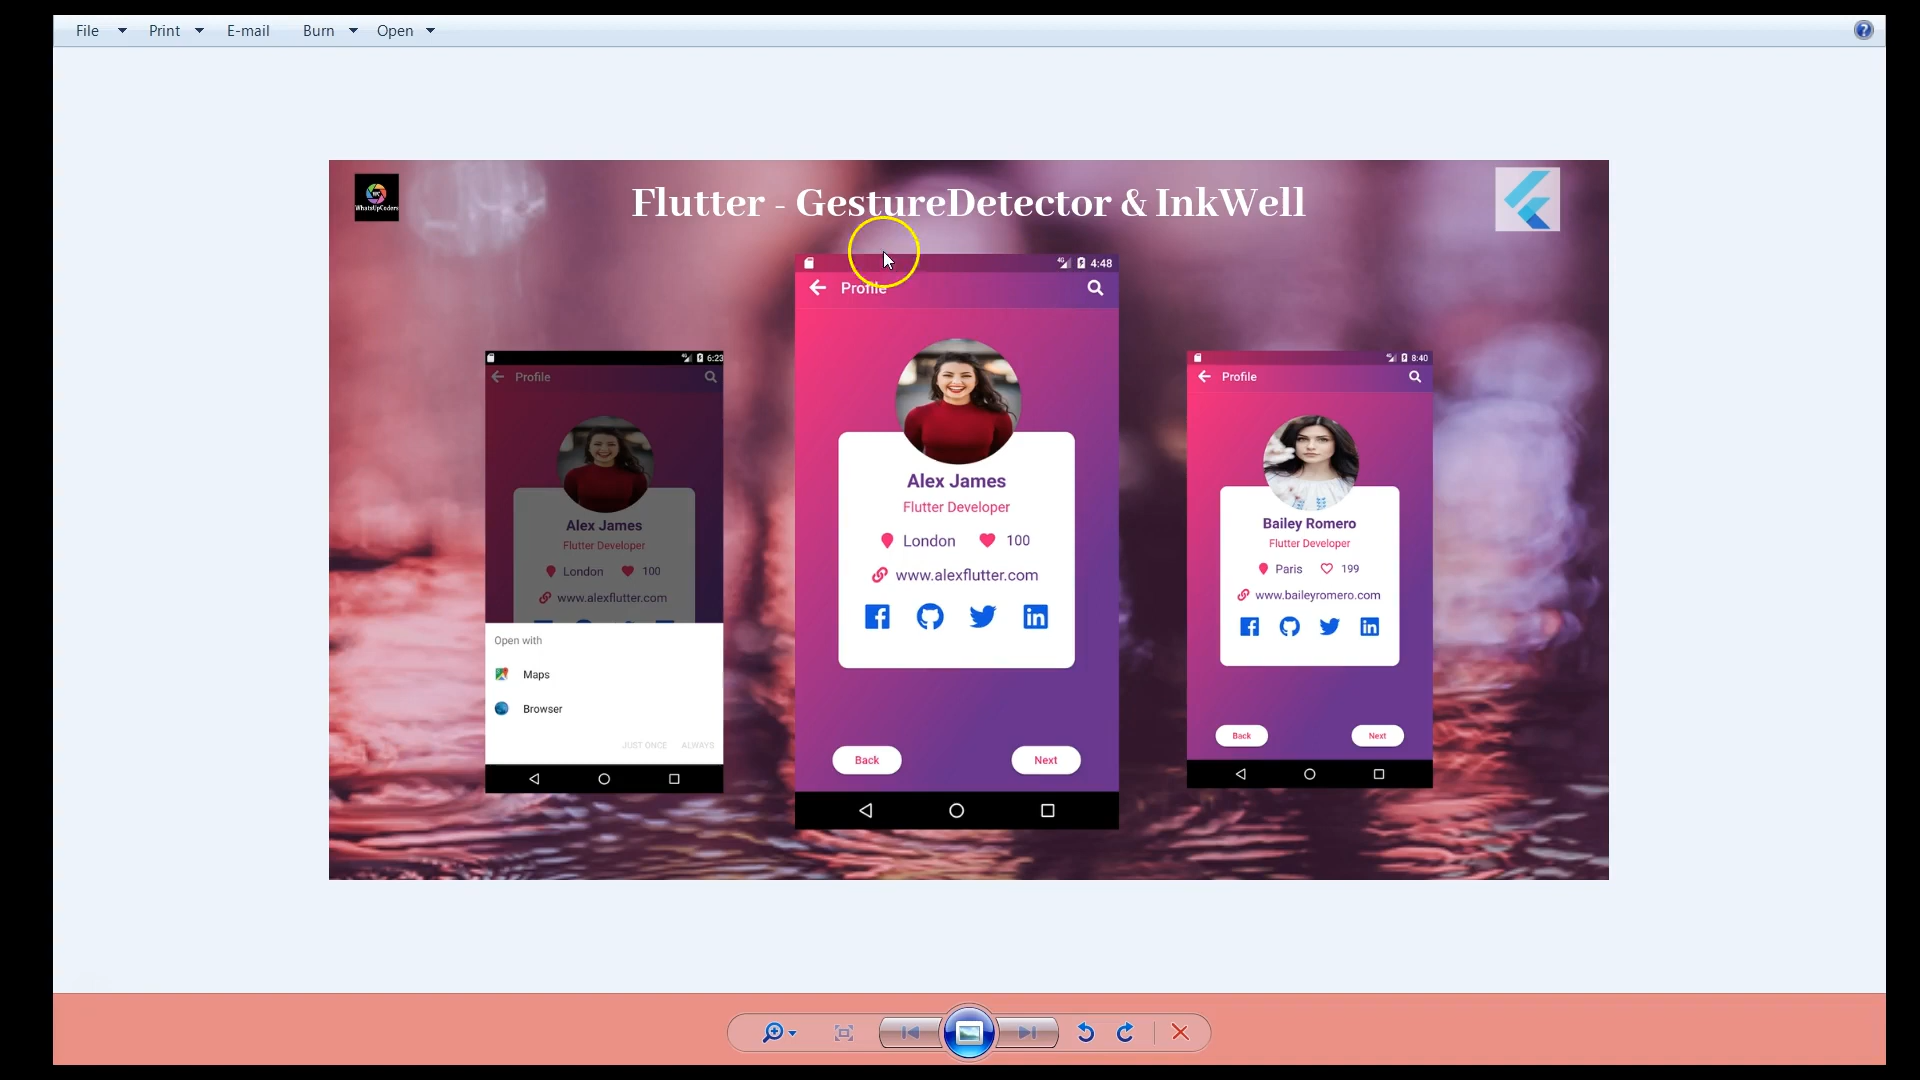 File
Print
E-mail
Burn
Open
WhatsUpCoders
Flutter - GestureDetector & InkWell
6:23
Profile
Alex James
Flutter Developer
London
100
www.alexflutter.com
Open with
Maps
Browser
JUST ONCE
ALWAYS
4G
4:48
Profile
Alex James
Flutter Developer
London
100
www.alexflutter.com
Back
Next
8:40
Profile
Bailey Romero
Flutter Developer
Paris
199
www.baileyromero.com
Back
Next